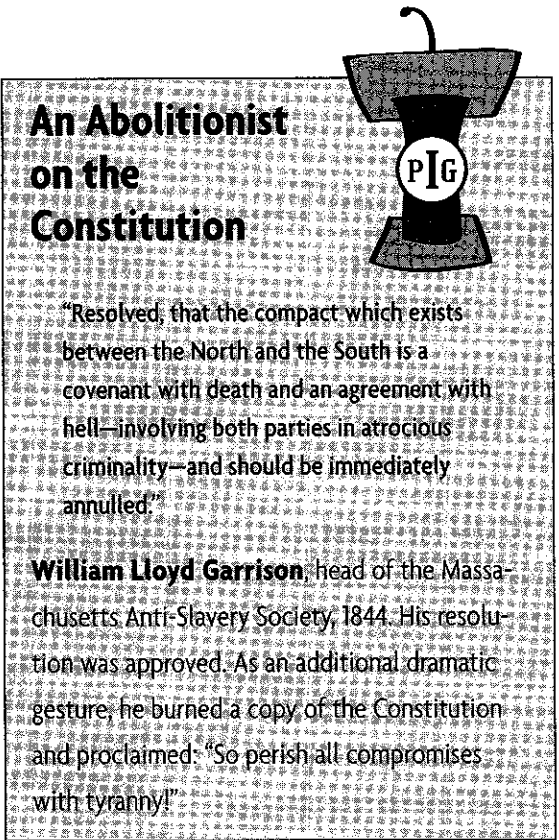 An Abolitionist
on the
Constitution
PIG
"Resolved, that the compact which exists
between the North and the South is a
covenant with death and an agreement with
hell—involving both parties in atrocious
criminality—and should be immediately
annulled."
William Lloyd Garrison, head of the Massa-
chusetts Anti-Slavery Society, 1844. His resolu-
tion was approved. As an additional dramatic
gesture, he burned a copy of the Constitution
and proclaimed: "So perish all compromises
with tyranny!"